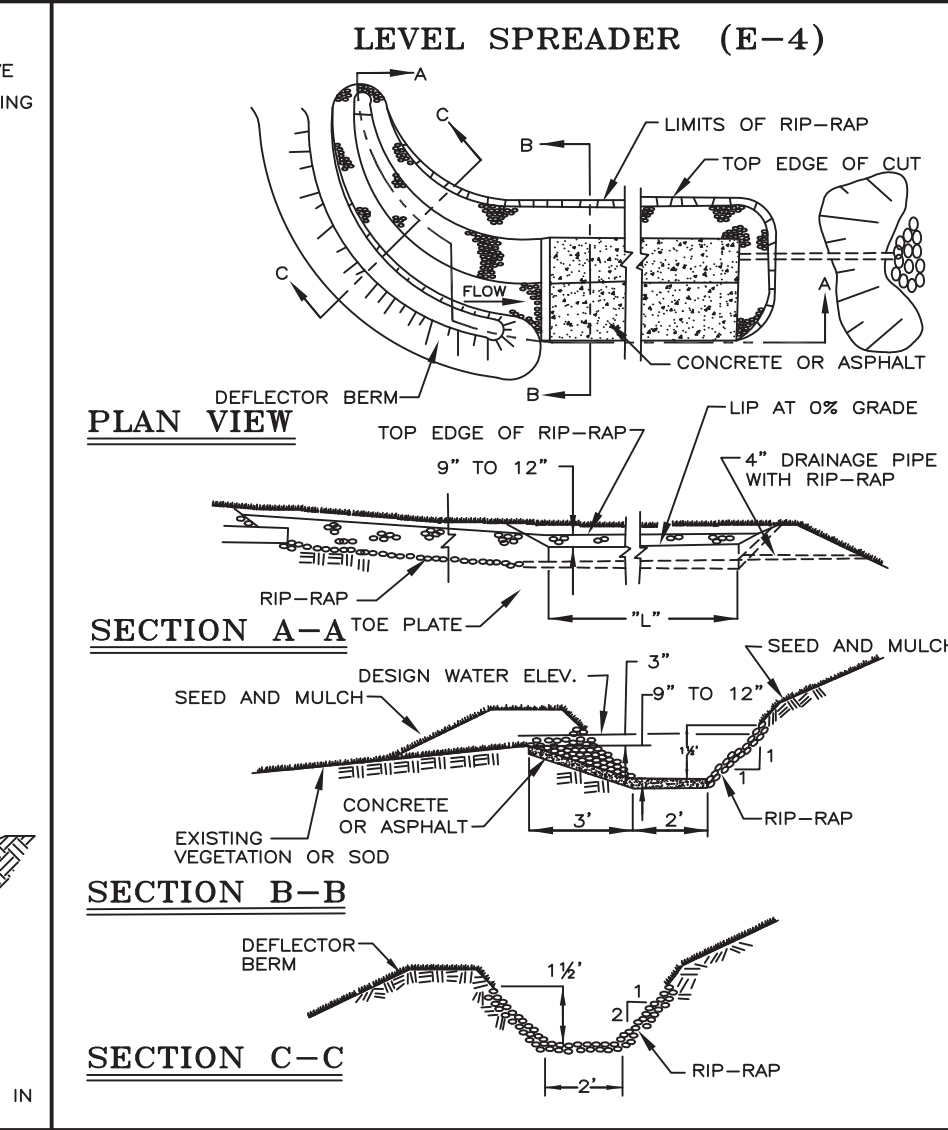 VE
ING
IN
LEVEL SPREADER (E-4)
A
C
B
LIMITS OF RIP-RAP
TOP EDGE OF CUT
C
FLOW
A
CONCRETE OR ASPHALT
DEFLECTOR BERM
B
PLAN VIEW
LIP AT 0% GRADE
TOP EDGE OF RIP-RAP
9" TO 12"
4" DRAINAGE PIPE
WITH RIP-RAP
RIP-RAP
"L"
TOE PLATE
SECTION A-A
SEED AND MULCH
3"
DESIGN WATER ELEV.
9" TO 12"
SEED AND MULCH
1½'
1
1
CONCRETE
OR ASPHALT
3'
2'
RIP-RAP
EXISTING
VEGETATION OR SOD
SECTION B-B
DEFLECTOR
BERM
1½'
1
2
RIP-RAP
SECTION C-C
2'